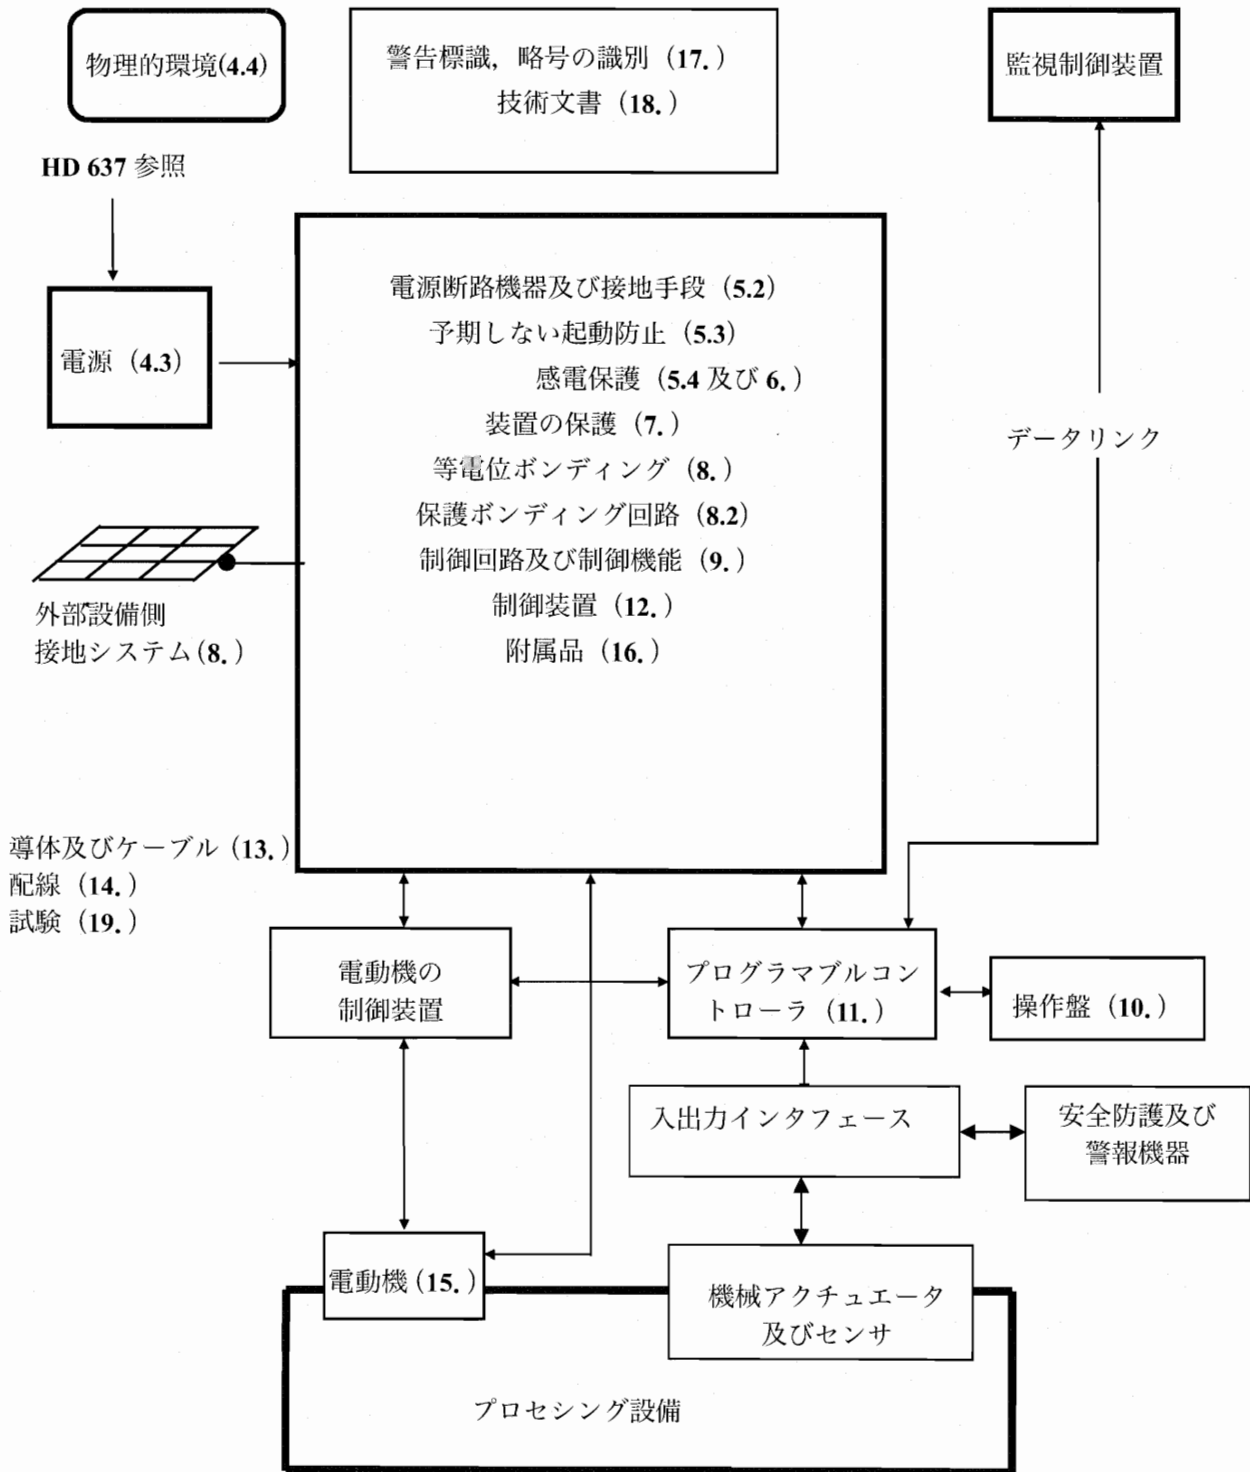 物理的環境(4.4)
警告標識，略号の識別（17.）
技術文書（18.）
監視制御装置
HD 637 参照
電源（4.3）
電源断路機器及び接地手段（5.2）
予期しない起動防止（5.3）
感電保護（5.4 及び 6.）
装置の保護（7.）
等電位ボンディング（8.）
保護ボンディング回路（8.2）
制御回路及び制御機能（9.）
制御装置（12.）
附属品（16.）
データリンク
外部設備側
接地システム(8.）
導体及びケーブル（13.）
配線（14.）
試験（19.）
電動機の
制御装置
プログラマブルコン
トローラ（11.）
操作盤（10.）
入出力インタフェース
安全防護及び
警報機器
電動機(15.）
機械アクチュエータ
及びセンサ
プロセシング設備